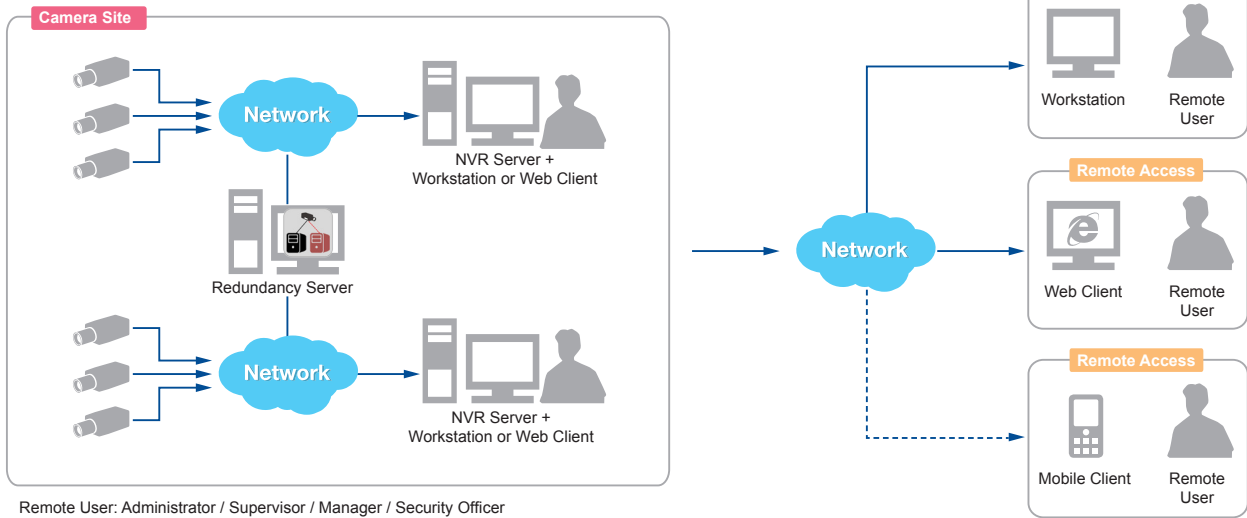 Camera Site
Network
NVR Server +
Workstation or Web Client
Redundancy Server
Network
NVR Server +
Workstation or Web Client
Remote User: Administrator / Supervisor / Manager / Security Officer
Network
Workstation
Remote
User
Remote Access
Web Client
Remote
User
Remote Access
Mobile Client
Remote
User